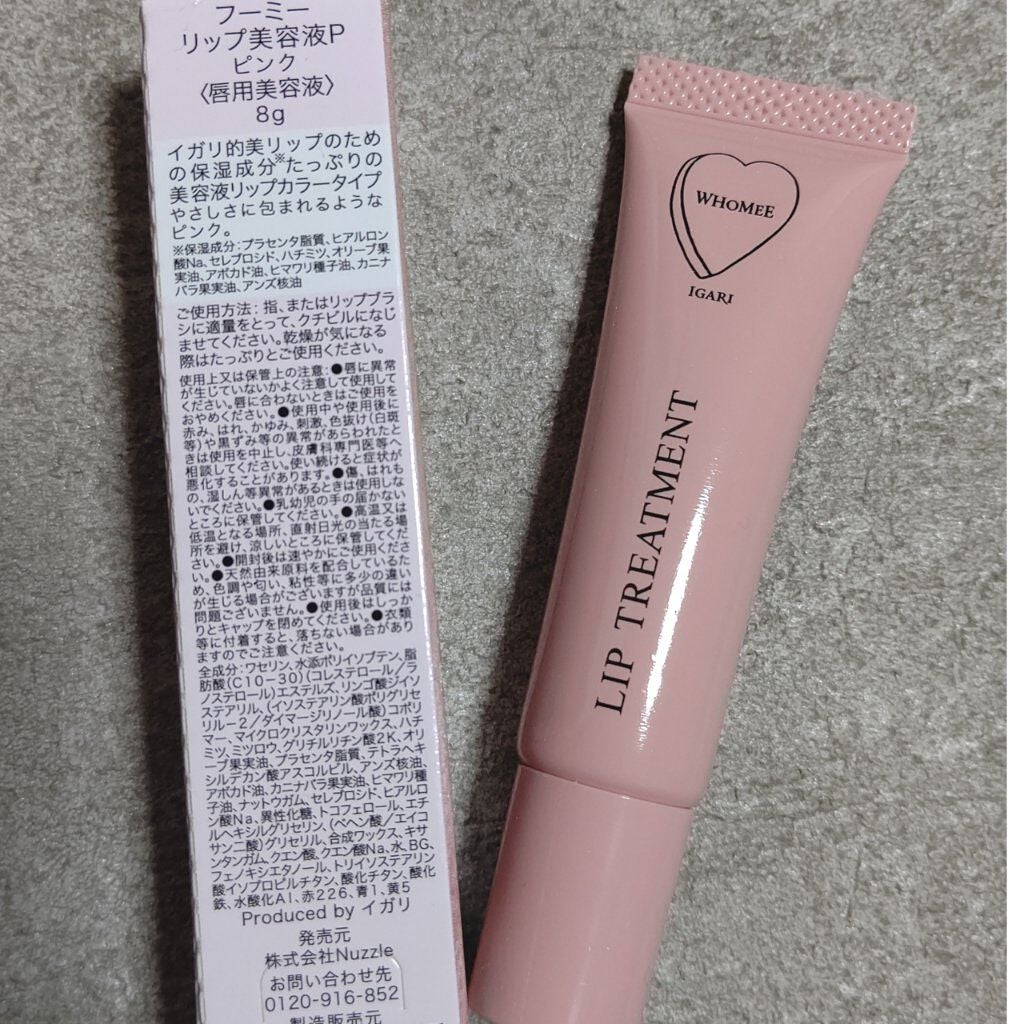 フーミー
リップ美容液P
ピンク
〈唇用美容液〉
8g
イガリ的美リップのため
の保湿成分※たっぷりの
美容液リップカラータイプ
やさしさに包まれるような
ピンク。
※保湿成分：プラセンタ脂質、ヒアルロン
酸Na、セレブロシド、ハチミツ、オリーブ果
実油、アボカド油、ヒマワリ種子油、カニナ
バラ果実油、アンズ核油
ご使用方法：指、またはリップブラ
シに適量をとって、クチビルになじ
ませてください。乾燥が気になる
際はたっぷりとご使用ください。
使用上又は保管上の注意：●唇に異常
が生じていないかよく注意して使用して
ください。唇に合わないときはご使用を
おやめください。●使用中や使用後に
赤み、はれ、かゆみ、刺激、色抜け（白斑
等）や黒ずみ等の異常があらわれたと
きは使用を中止し、皮膚科専門医等へ
相談してください。使い続けると症状が
悪化することがあります。●傷、はれも
の、湿しん等異常があるときは使用しな
いでください。●乳幼児の手の届かない
ところに保管してください。●高温又は
低温となる場所、直射日光の当たる場
所を避け、涼しいところに保管してくだ
さい。●開封後は速やかにご使用くださ
い。●天然由来原料を配合しているた
め、色調や匂い、粘性等に多少の違い
が生じる場合がございますが品質には
問題ございません。●使用後はしっか
りとキャップを閉めてください。●衣類
等に付着すると、落ちない場合があり
ますのでご注意ください。
全成分：ワセリン、水添ポリイソブテン、脂
肪酸（C10-30）（コレステロール／ラ
ノステロール）エステルズ、リンゴ酸ジイソ
ステアリル、（イソステアリン酸ポリグリセ
リル-2／ダイマージリノール酸）コポリ
マー、マイクロクリスタリンワックス、ハチ
ミツ、ミツロウ、グリチルリチン酸2K、オリ
ーブ果実油、プラセンタ脂質、テトラヘキ
シルデカン酸アスコルビル、アンズ核油、
アボカド油、カニナバラ果実油、ヒマワリ種
子油、ナットウガム、セレブロシド、ヒアルロ
ン酸Na、異性化糖、トコフェロール、エチ
ルヘキシルグリセリン、（ベヘン酸／エイコ
サン二酸）グリセリル、合成ワックス、キサ
ンタンガム、クエン酸、クエン酸Na、水、BG、
フェノキシエタノール、トリイソステアリン
酸イソプロピルチタン、酸化チタン、酸化
鉄、水酸化Al、赤226、青1、黄5
Produced by イガリ
発売元
株式会社Nuzzle
お問い合わせ先
0120-916-852
製造販売元
WHOMEE
IGARI
LIP TREATMENT